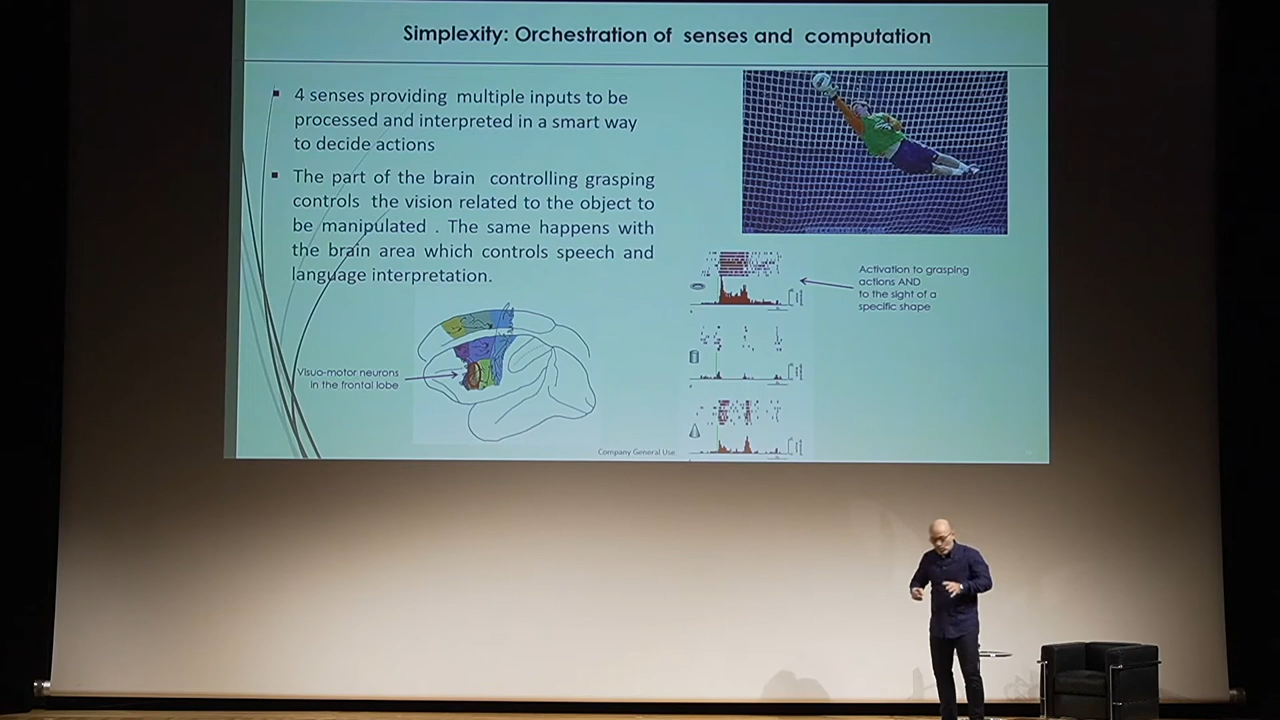 Simplexity: Orchestration of senses and computation
4 senses providing multiple inputs to be
processed and interpreted in a smart way
to decide actions
The part of the brain controlling grasping
controls the vision related to the object to
be manipulated . The same happens with
the brain area which controls speech and
language interpretation.
Activation to grasping
actions AND
to the sight of a
specific shape
Visuo-motor neurons
in the frontal lobe
Company General Use